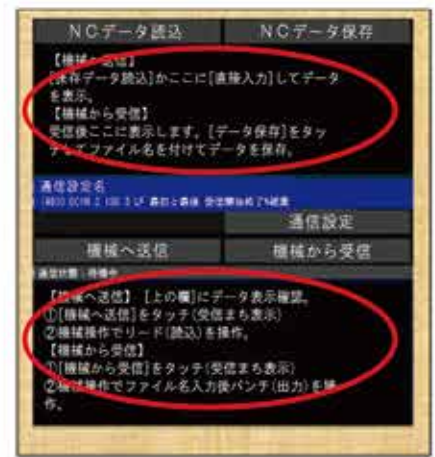 NCデータ読込 NCデータ保存
【機械へ送信】
[保存データ読込]かここに[直接入力]してデータ
を表示。
【機械から受信】
受信後ここに表示します。[データ保存]をタッ
チしてファイル名を付けてデータを保存。
通信設定名
最初と最後
通信設定
機械へ送信 機械から受信
通信状態:待機中
【機械へ送信】 [上の欄]にデータ表示確認。
①[機械へ送信]をタッチ(受信まち表示)
②機械操作でリード(読込)を操作。
【機械から受信】
①[機械から受信]をタッチ(受信まち表示)
②機械操作でファイル名入力後パンチ(出力)を操
作。